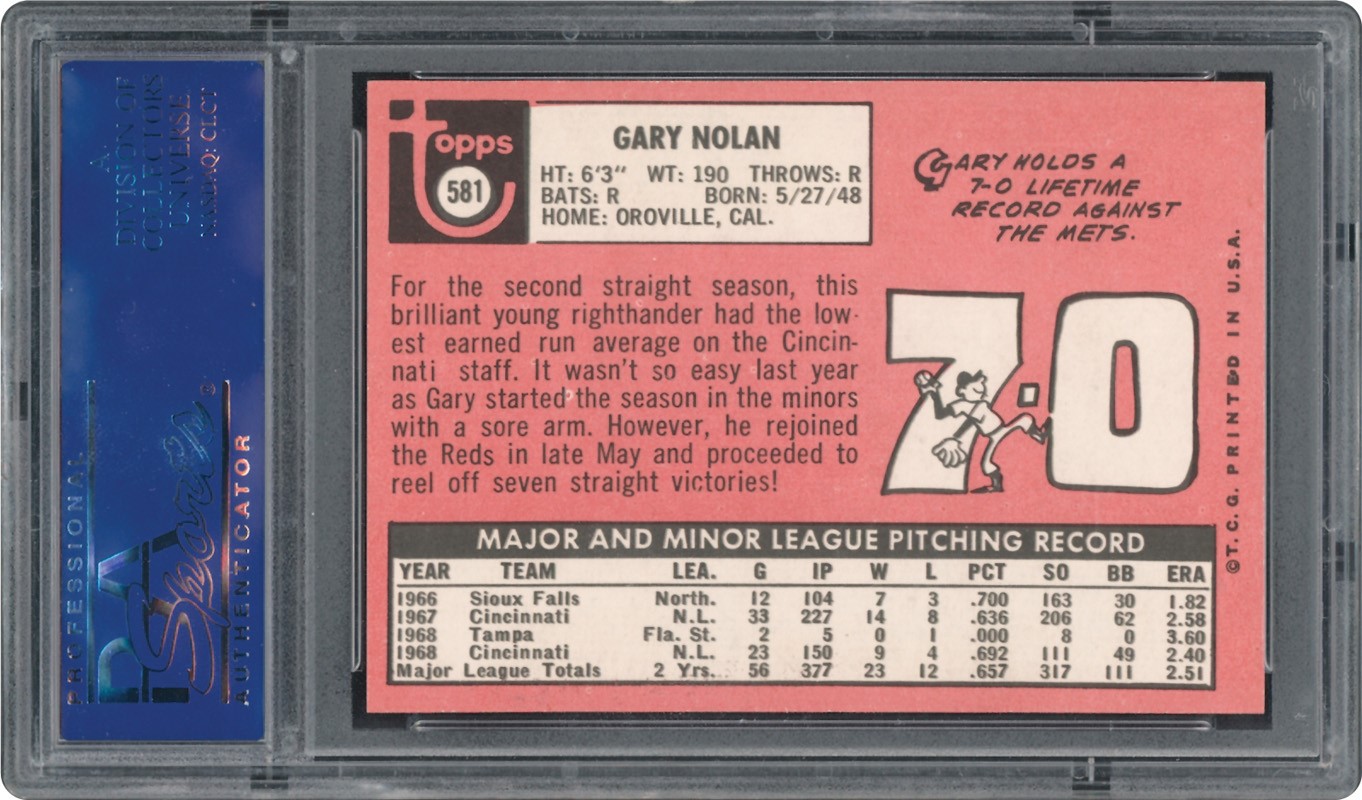 A
DIVISION OF
COLLECTORS
UNIVERSE
NASDAQ: CLCT
PROFESSIONAL
PSA
Sports
AUTHENTICATOR
topps
581
GARY NOLAN
HT: 6'3" WT: 190 THROWS: R
BATS: R BORN: 5/27/48
HOME: OROVILLE, CAL.
GARY HOLDS A
7-0 LIFETIME
RECORD AGAINST
THE METS.
For the second straight season, this
brilliant young righthander had the low-
est earned run average on the Cincin-
nati staff. It wasn't so easy last year
as Gary started the season in the minors
with a sore arm. However, he rejoined
the Reds in late May and proceeded to
reel off seven straight victories!
7-0
©T. C. G. PRINTED IN U.S.A.
MAJOR AND MINOR LEAGUE PITCHING RECORD
YEAR TEAM LEA. G IP W L PCT SO BB ERA
1966 Sioux Falls North. 12 104 7 3 .700 163 30 1.82
1967 Cincinnati N.L. 33 227 14 8 .636 206 62 2.58
1968 Tampa Fla. St. 2 5 0 1 .000 8 0 3.60
1968 Cincinnati N.L. 23 150 9 4 .692 111 49 2.40
Major League Totals 2 Yrs. 56 377 23 12 .657 317 111 2.51